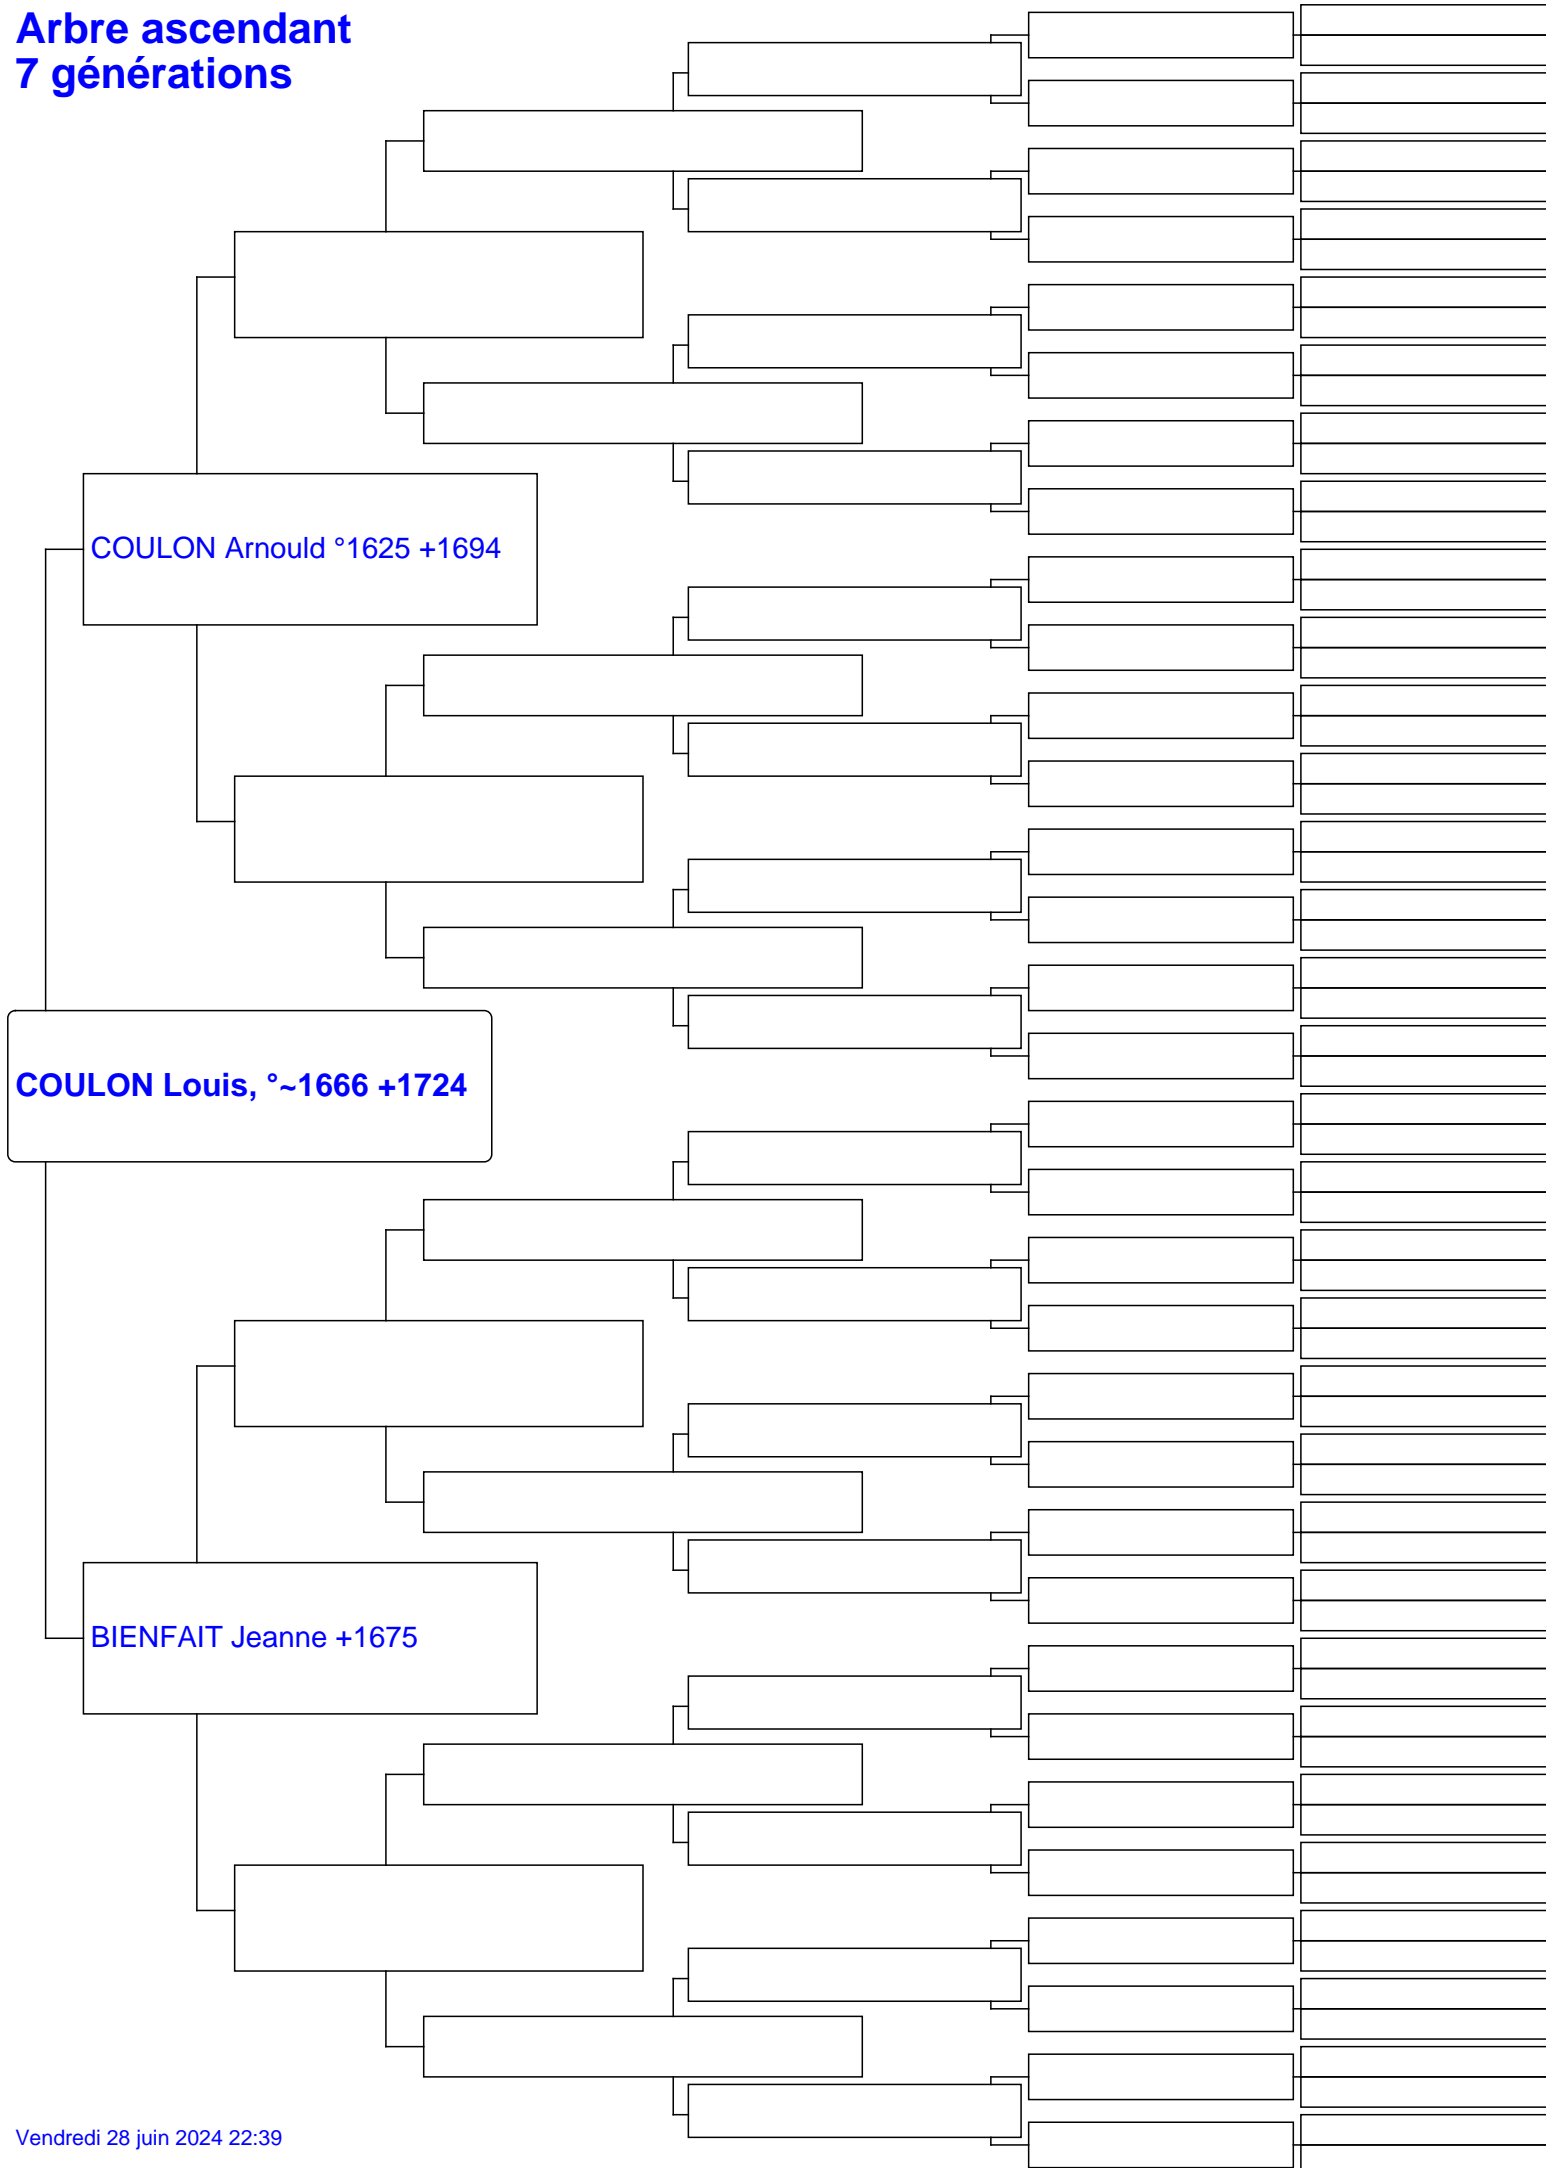 Arbre ascendant
7 générations
COULON Arnould °1625 +1694
COULON Louis, °~1666 +1724
BIENFAIT Jeanne +1675
Vendredi 28 juin 2024 22:39